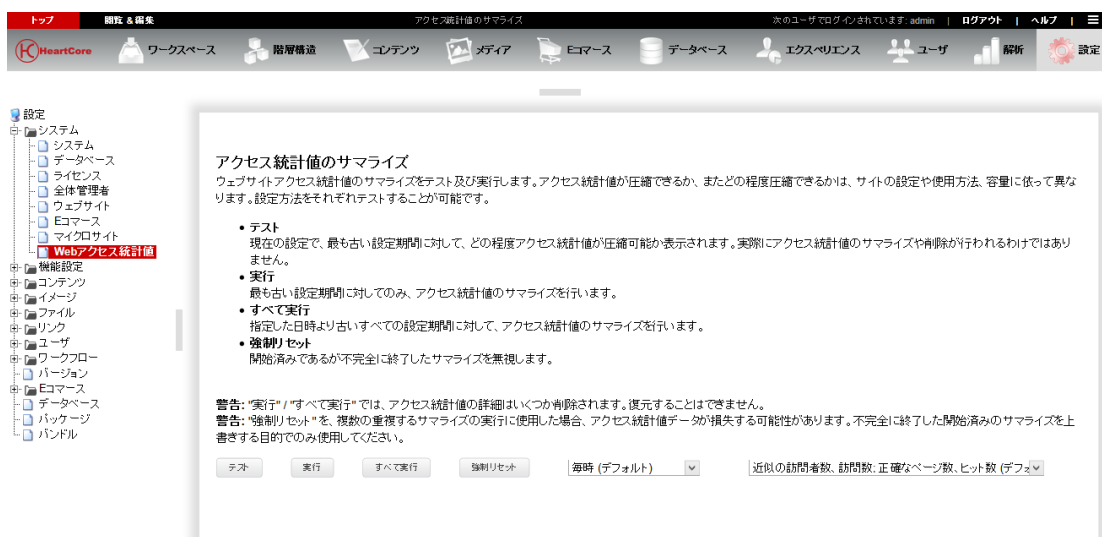 トップ 閲覧 & 編集 アクセス統計値のサマライズ 次のユーザでログインされています: admin | ログアウト | ヘルプ |
HeartCore ワークスペース 階層構造 コンテンツ メディア Eコマース データベース エクスペリエンス ユーザ 解析 設定
設定
システム
システム
データベース
ライセンス
全体管理者
ウェブサイト
Eコマース
マイクロサイト
Webアクセス統計値
機能設定
コンテンツ
イメージ
ファイル
リンク
ユーザ
ワークフロー
バージョン
Eコマース
データベース
パッケージ
バンドル
アクセス統計値のサマライズ
ウェブサイトアクセス統計値のサマライズをテスト及び実行します。アクセス統計値が圧縮できるか、またどの程度圧縮できるかは、サイトの設定や使用方法、容量に依って異な
ります。設定方法をそれぞれテストすることが可能です。
• テスト
現在の設定で、最も古い設定期間に対して、どの程度アクセス統計値が圧縮可能か表示されます。実際にアクセス統計値のサマライズや削除が行われるわけではあり
ません。
• 実行
最も古い設定期間に対してのみ、アクセス統計値のサマライズを行います。
• すべて実行
指定した日時より古いすべての設定期間に対して、アクセス統計値のサマライズを行います。
• 強制リセット
開始済みであるが不完全に終了したサマライズを無視します。
警告: "実行" / "すべて実行" では、アクセス統計値の詳細はいくつか削除されます。復元することはできません。
警告: "強制リセット" を、複数の重複するサマライズの実行に使用した場合、アクセス統計値データが損失する可能性があります。不完全に終了した開始済みのサマライズを上
書きする目的でのみ使用してください。
テスト 実行 すべて実行 強制リセット 毎時 (デフォルト) 近似の訪問者数、訪問数; 正確なページ数、ヒット数 (デフォ